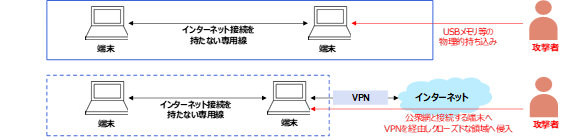 インターネット接続を
持たない専用線
端末
端末
USBメモリ等の
物理的持ち込み
攻撃者
インターネット接続を
持たない専用線
端末
端末
VPN
インターネット
公衆網と接続する端末へ
VPNを経由しクローズドな領域へ侵入
攻撃者